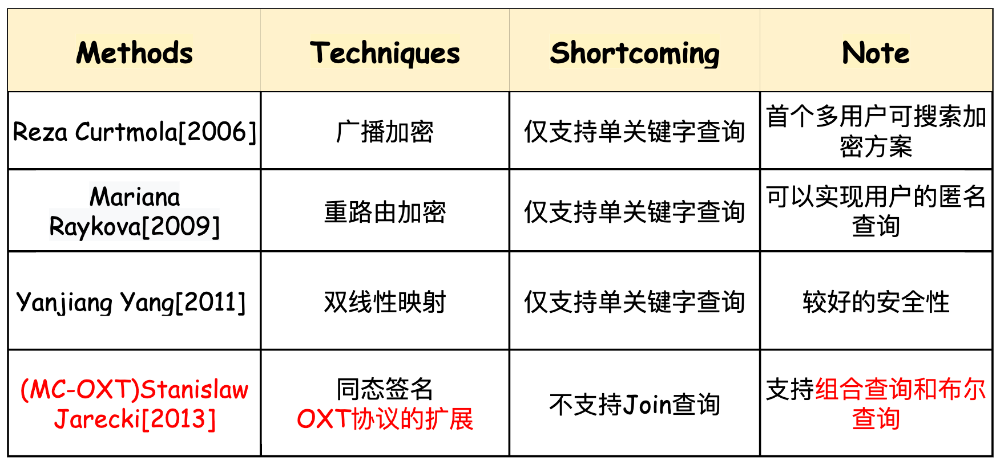 Methods Techniques Shortcoming Note
Reza Curtmola[2006] 广播加密 仅支持单关键字查询 首个多用户可搜索加
密方案
Mariana
Raykova[2009] 重路由加密 仅支持单关键字查询 可以实现用户的匿名
查询
Yanjiang Yang[2011] 双线性映射 仅支持单关键字查询 较好的安全性
(MC-OXT)Stanislaw
Jarecki[2013] 同态签名
OXT协议的扩展 不支持Join查询 支持组合查询和布尔
查询